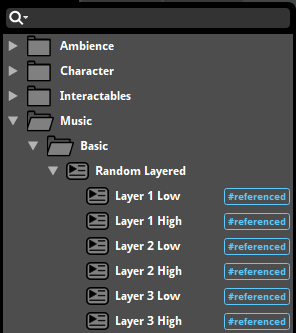 Ambience
Character
Interactables
Music
Basic
Random Layered
Layer 1 Low #referenced
Layer 1 High #referenced
Layer 2 Low #referenced
Layer 2 High #referenced
Layer 3 Low #referenced
Layer 3 High #referenced